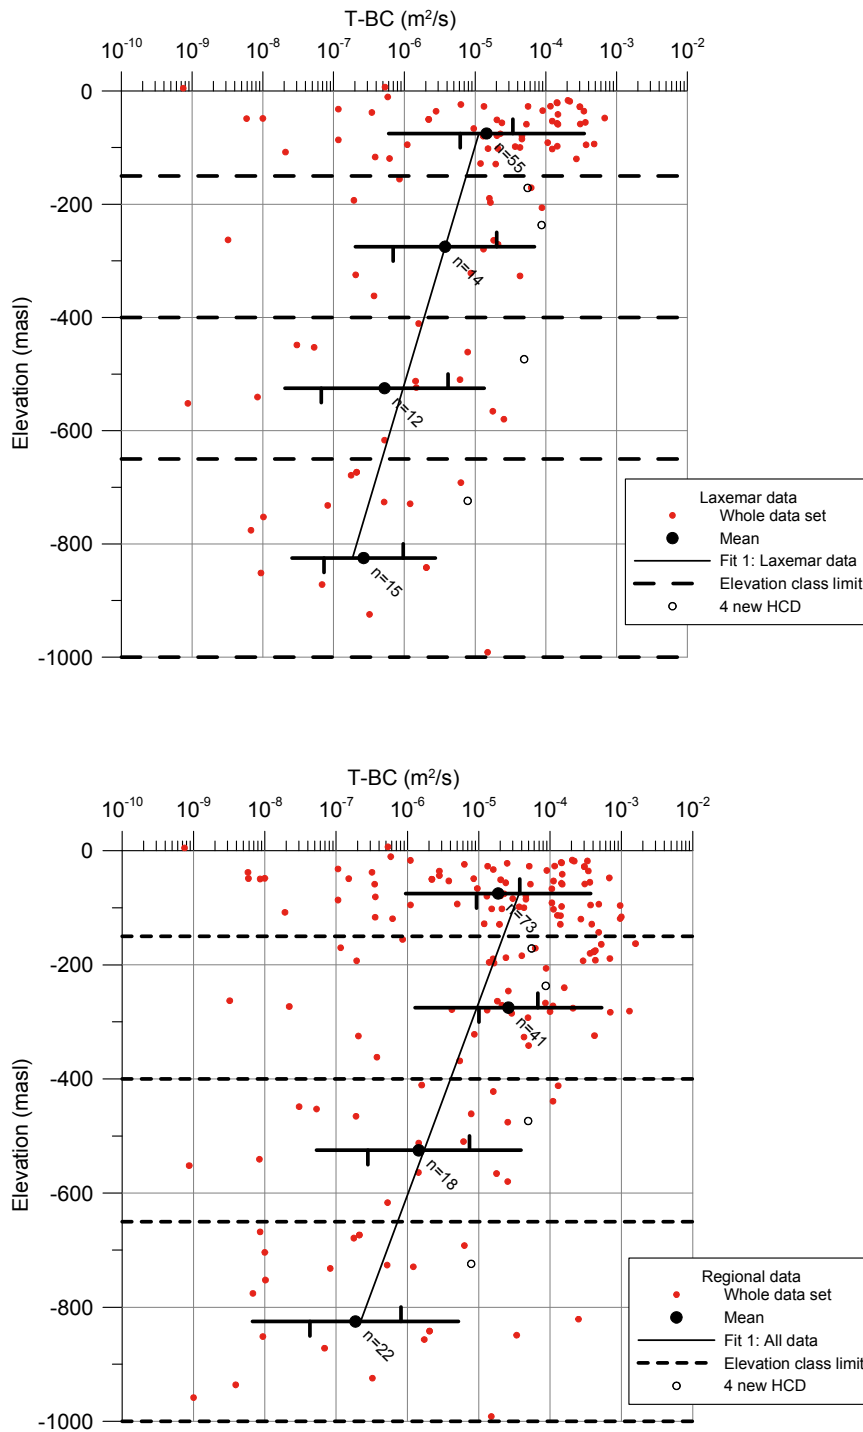 T-BC (m²/s)
10⁻¹⁰ 10⁻⁹ 10⁻⁸ 10⁻⁷ 10⁻⁶ 10⁻⁵ 10⁻⁴ 10⁻³ 10⁻²
0
-200
-400
-600
-800
-1000
Elevation (masl)
n=55
n=14
n=12
n=15
Laxemar data
Whole data set
Mean
Fit 1: Laxemar data
Elevation class limit
4 new HCD
T-BC (m²/s)
10⁻¹⁰ 10⁻⁹ 10⁻⁸ 10⁻⁷ 10⁻⁶ 10⁻⁵ 10⁻⁴ 10⁻³ 10⁻²
0
-200
-400
-600
-800
-1000
Elevation (masl)
n=73
n=41
n=18
n=22
Regional data
Whole data set
Mean
Fit 1: All data
Elevation class limit
4 new HCD